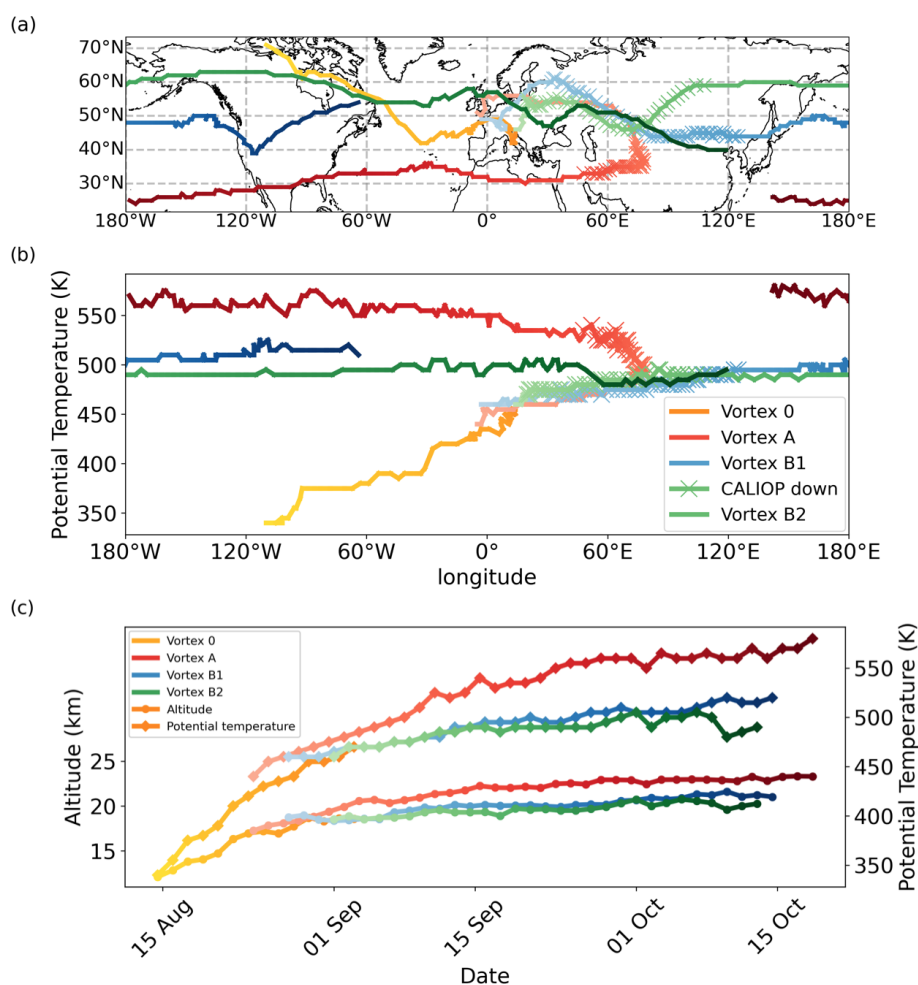 (a)
70°N
60°N
50°N
40°N
30°N
180°W 120°W 60°W 0° 60°E 120°E 180°E
(b)
Potential Temperature (K)
550
500
450
400
350
Vortex 0
Vortex A
Vortex B1
CALIOP down
Vortex B2
180°W 120°W 60°W 0° 60°E 120°E 180°E
longitude
(c)
Altitude (km)
25
20
15
Vortex 0
Vortex A
Vortex B1
Vortex B2
Altitude
Potential temperature
550
500
450
400
350
Potential Temperature (K)
15 Aug
01 Sep
15 Sep
01 Oct
15 Oct
Date